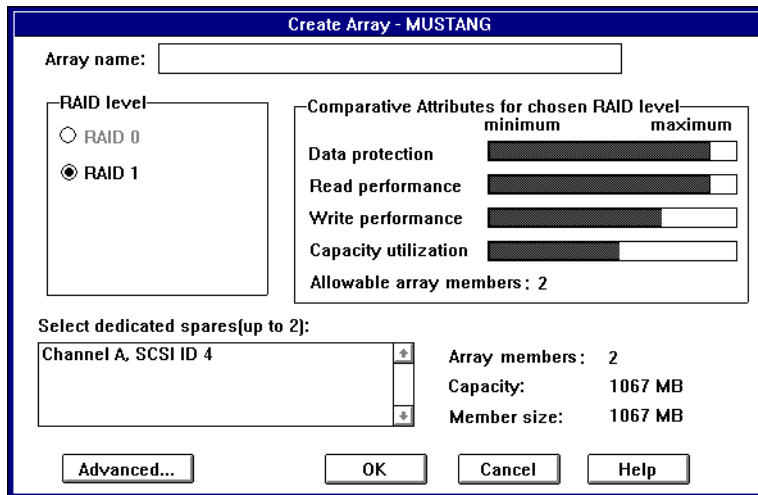 Create Array - MUSTANG
Array name:
RAID level
RAID 0
RAID 1
Comparative Attributes for chosen RAID level
minimum maximum
Data protection
Read performance
Write performance
Capacity utilization
Allowable array members: 2
Select dedicated spares(up to 2):
Channel A, SCSI ID 4
Array members: 2
Capacity: 1067 MB
Member size: 1067 MB
Advanced... OK Cancel Help